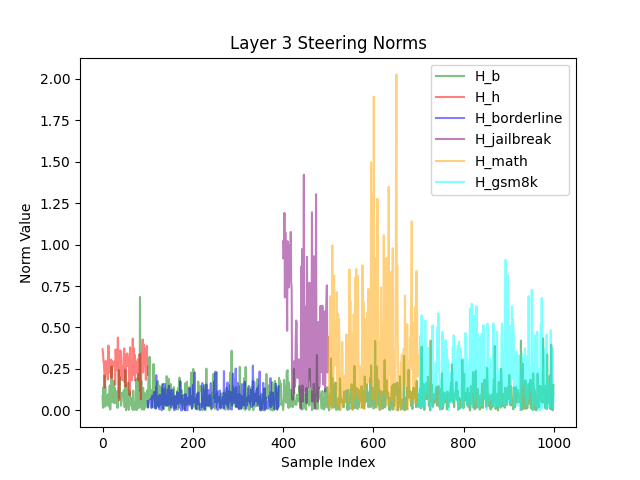 Layer 3 Steering Norms
Norm Value
2.00
1.75
1.50
1.25
1.00
0.75
0.50
0.25
0.00
H_b
H_h
H_borderline
H_jailbreak
H_math
H_gsm8k
0
200
400
600
800
1000
Sample Index